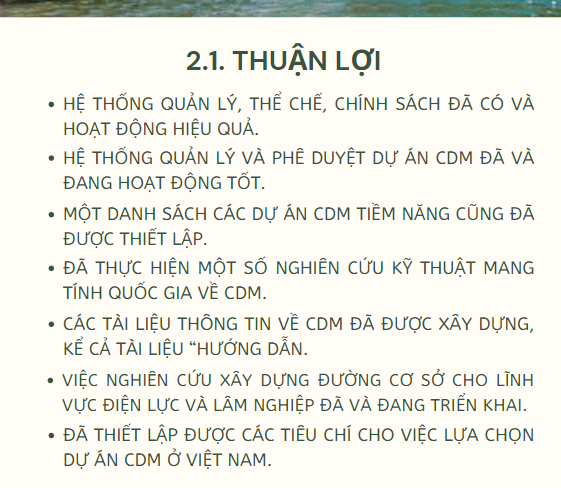 2.1. THUẬN LỢI
• HỆ THỐNG QUẢN LÝ, THỂ CHẾ, CHÍNH SÁCH ĐÃ CÓ VÀ
HOẠT ĐỘNG HIỆU QUẢ.
• HỆ THỐNG QUẢN LÝ VÀ PHÊ DUYỆT DỰ ÁN CDM ĐÃ VÀ
ĐANG HOẠT ĐỘNG TỐT.
• MỘT DANH SÁCH CÁC DỰ ÁN CDM TIỀM NĂNG CŨNG ĐÃ
ĐƯỢC THIẾT LẬP.
• ĐÃ THỰC HIỆN MỘT SỐ NGHIÊN CỨU KỸ THUẬT MANG
TÍNH QUỐC GIA VỀ CDM.
• CÁC TÀI LIỆU THÔNG TIN VỀ CDM ĐÃ ĐƯỢC XÂY DỰNG,
KỂ CẢ TÀI LIỆU “HƯỚNG DẪN.
• VIỆC NGHIÊN CỨU XÂY DỰNG ĐƯỜNG CƠ SỞ CHO LĨNH
VỰC ĐIỆN LỰC VÀ LÂM NGHIỆP ĐÃ VÀ ĐANG TRIỂN KHAI.
• ĐÃ THIẾT LẬP ĐƯỢC CÁC TIÊU CHÍ CHO VIỆC LỰA CHỌN
DỰ ÁN CDM Ở VIỆT NAM.